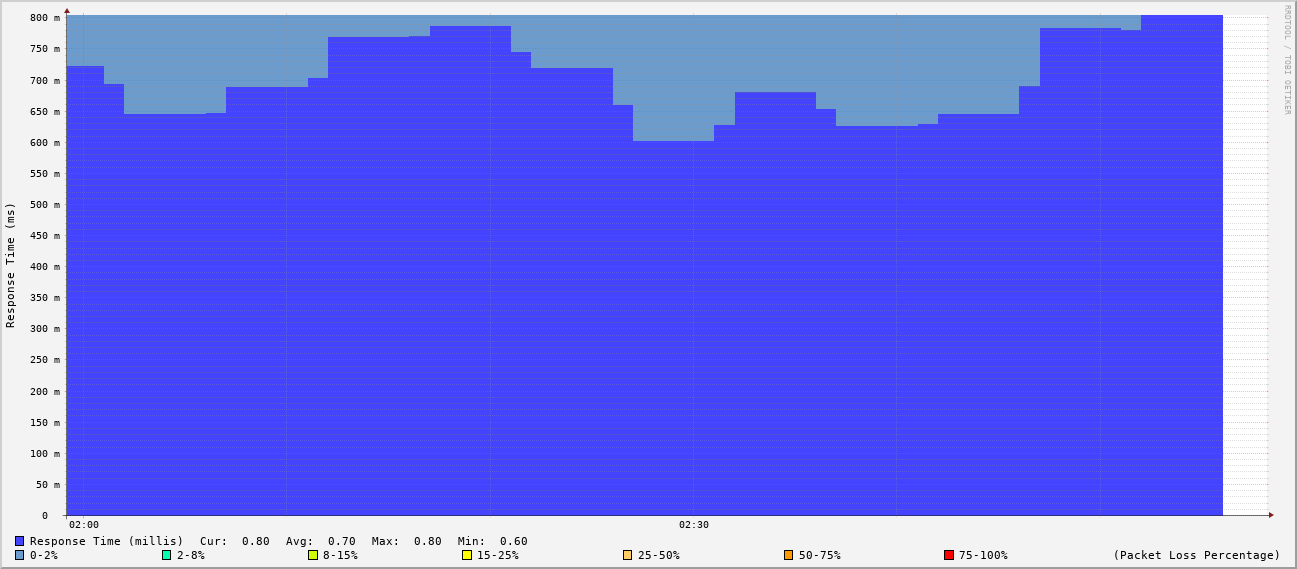 RRDTOOL / TOBI OETIKER
Response Time (ms)
800 m
750 m
700 m
650 m
600 m
550 m
500 m
450 m
400 m
350 m
300 m
250 m
200 m
150 m
100 m
50 m
0
02:00 02:30
Response Time (millis) Cur: 0.80 Avg: 0.70 Max: 0.80 Min: 0.60
0-2% 2-8% 8-15% 15-25% 25-50% 50-75% 75-100% (Packet Loss Percentage)